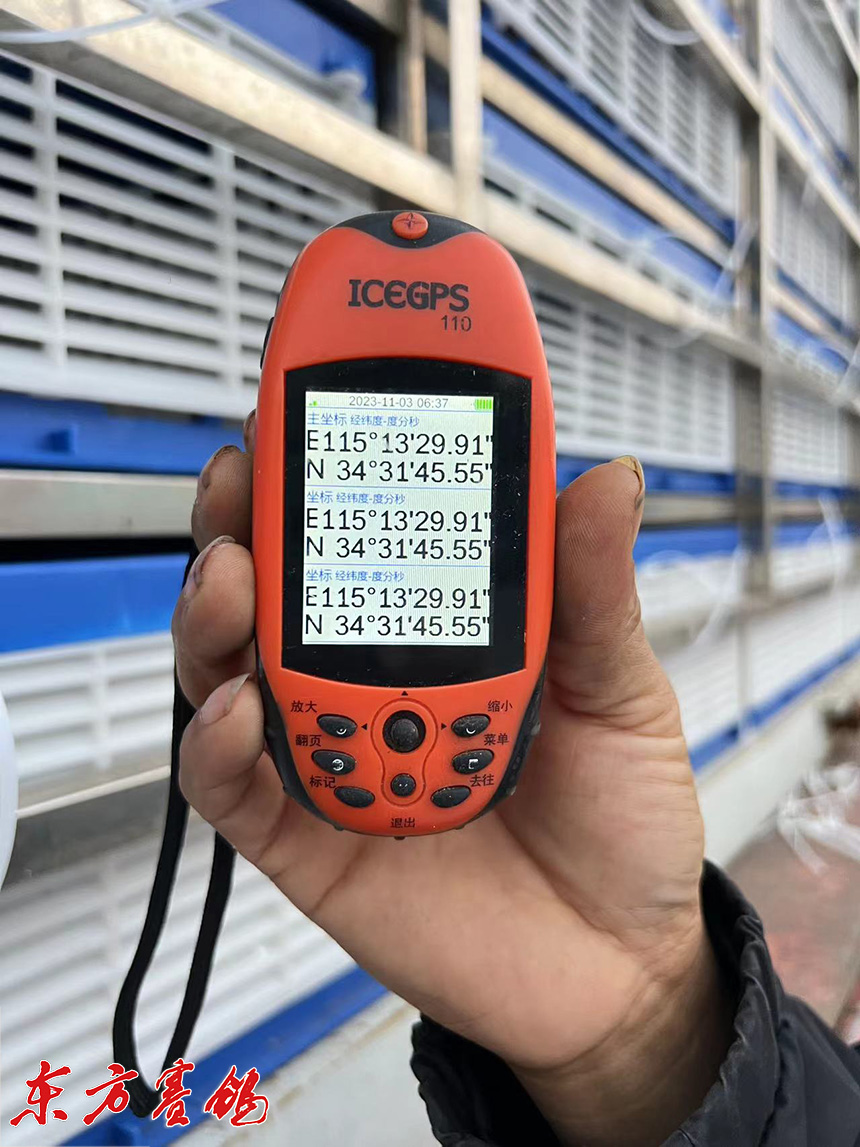 ICEGPS
110
2023-11-03 06:37
主坐标 经纬度-度分秒
E115°13'29.91"
N 34°31'45.55"
坐标 经纬度-度分秒
E115°13'29.91"
N 34°31'45.55"
坐标 经纬度-度分秒
E115°13'29.91"
N 34°31'45.55"
放大 缩小
翻页 菜单
标记 去往
退出
东方赛鸽